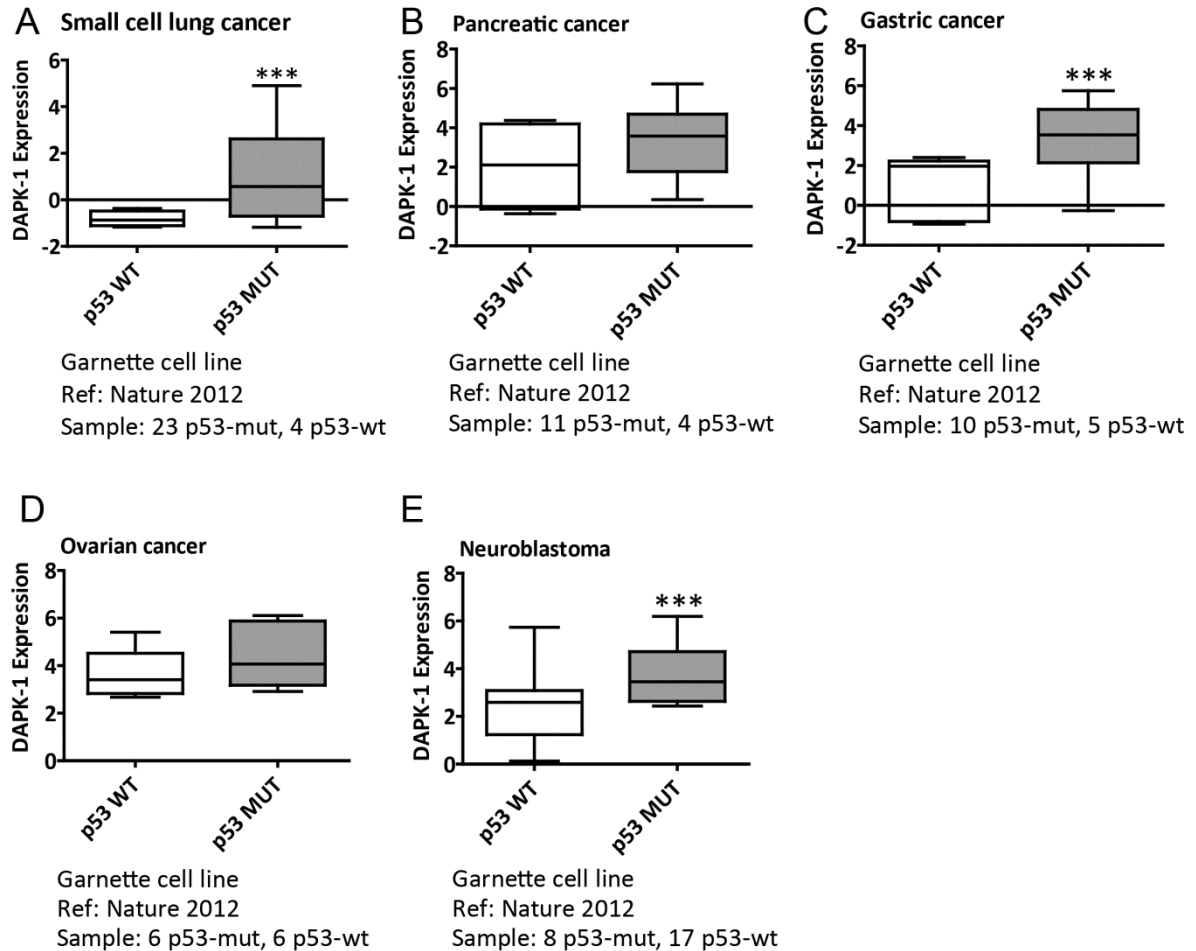 A Small cell lung cancer
DAPK-1 Expression
6
4
2
0
-2
***
p53 WT
p53 MUT
Garnette cell line
Ref: Nature 2012
Sample: 23 p53-mut, 4 p53-wt
B Pancreatic cancer
DAPK-1 Expression
8
6
4
2
0
-2
p53 WT
p53 MUT
Garnette cell line
Ref: Nature 2012
Sample: 11 p53-mut, 4 p53-wt
C Gastric cancer
DAPK-1 Expression
8
6
4
2
0
-2
***
p53 WT
p53 MUT
Garnette cell line
Ref: Nature 2012
Sample: 10 p53-mut, 5 p53-wt
D
Ovarian cancer
DAPK-1 Expression
8
6
4
2
0
p53 WT
p53 MUT
Garnette cell line
Ref: Nature 2012
Sample: 6 p53-mut, 6 p53-wt
E
Neuroblastoma
DAPK-1 Expression
8
6
4
2
0
***
p53 WT
p53 MUT
Garnette cell line
Ref: Nature 2012
Sample: 8 p53-mut, 17 p53-wt